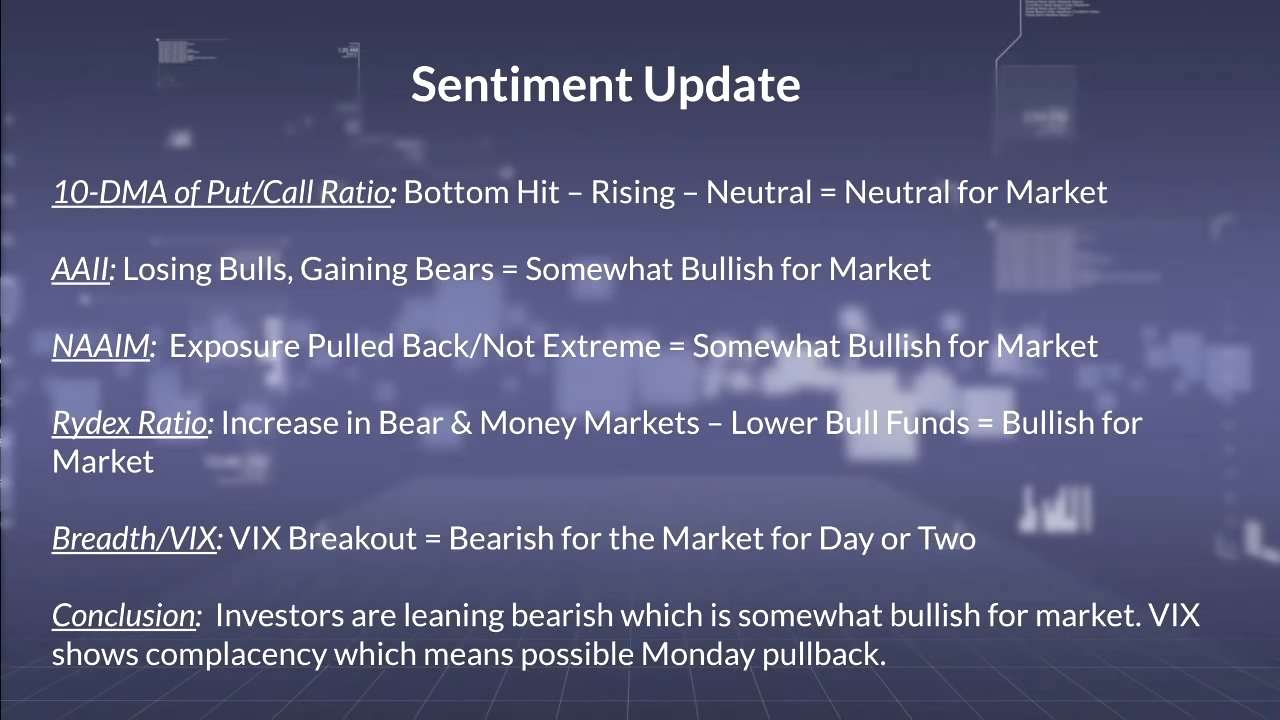 Sentiment Update
10-DMA of Put/Call Ratio: Bottom Hit – Rising – Neutral = Neutral for Market
AAII: Losing Bulls, Gaining Bears = Somewhat Bullish for Market
NAAIM:  Exposure Pulled Back/Not Extreme = Somewhat Bullish for Market
Rydex Ratio: Increase in Bear & Money Markets – Lower Bull Funds = Bullish for
Market
Breadth/VIX: VIX Breakout = Bearish for the Market for Day or Two
Conclusion:  Investors are leaning bearish which is somewhat bullish for market. VIX
shows complacency which means possible Monday pullback.